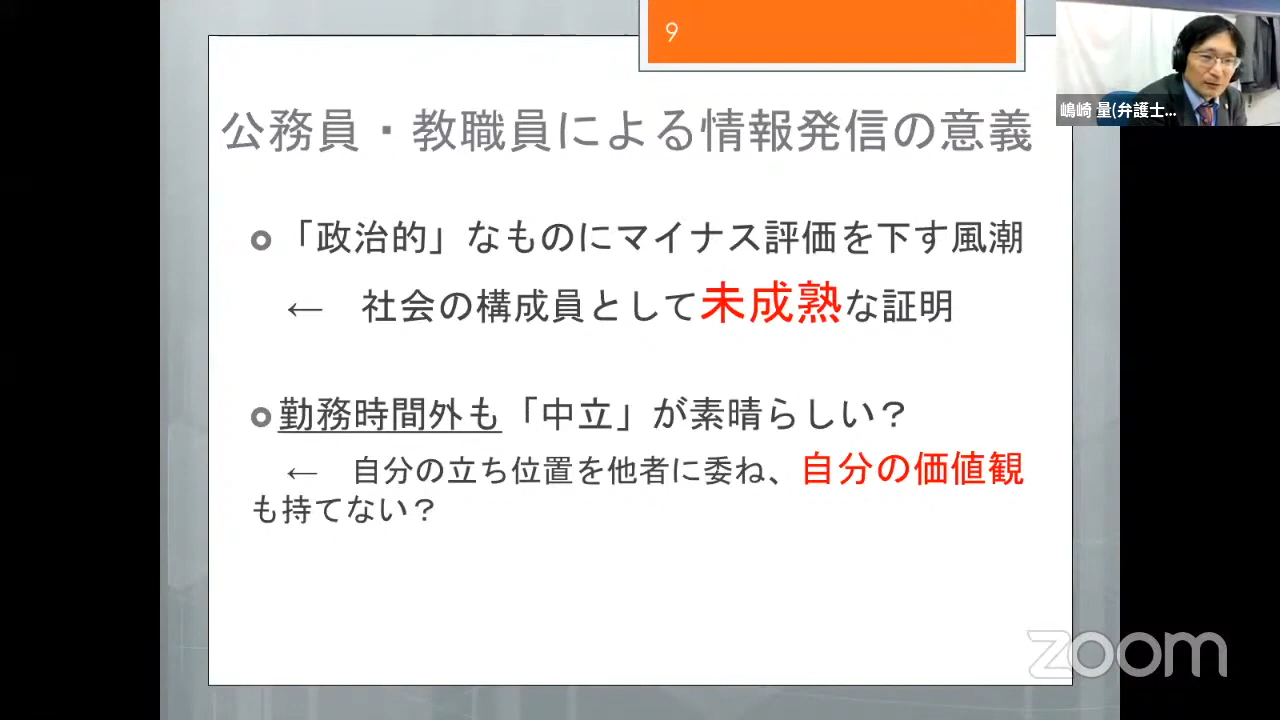 9
嶋崎 量(弁護士...
公務員・教職員による情報発信の意義
「政治的」なものにマイナス評価を下す風潮
← 社会の構成員として未成熟な証明
勤務時間外も「中立」が素晴らしい?
← 自分の立ち位置を他者に委ね、自分の価値観
も持てない?
zoom